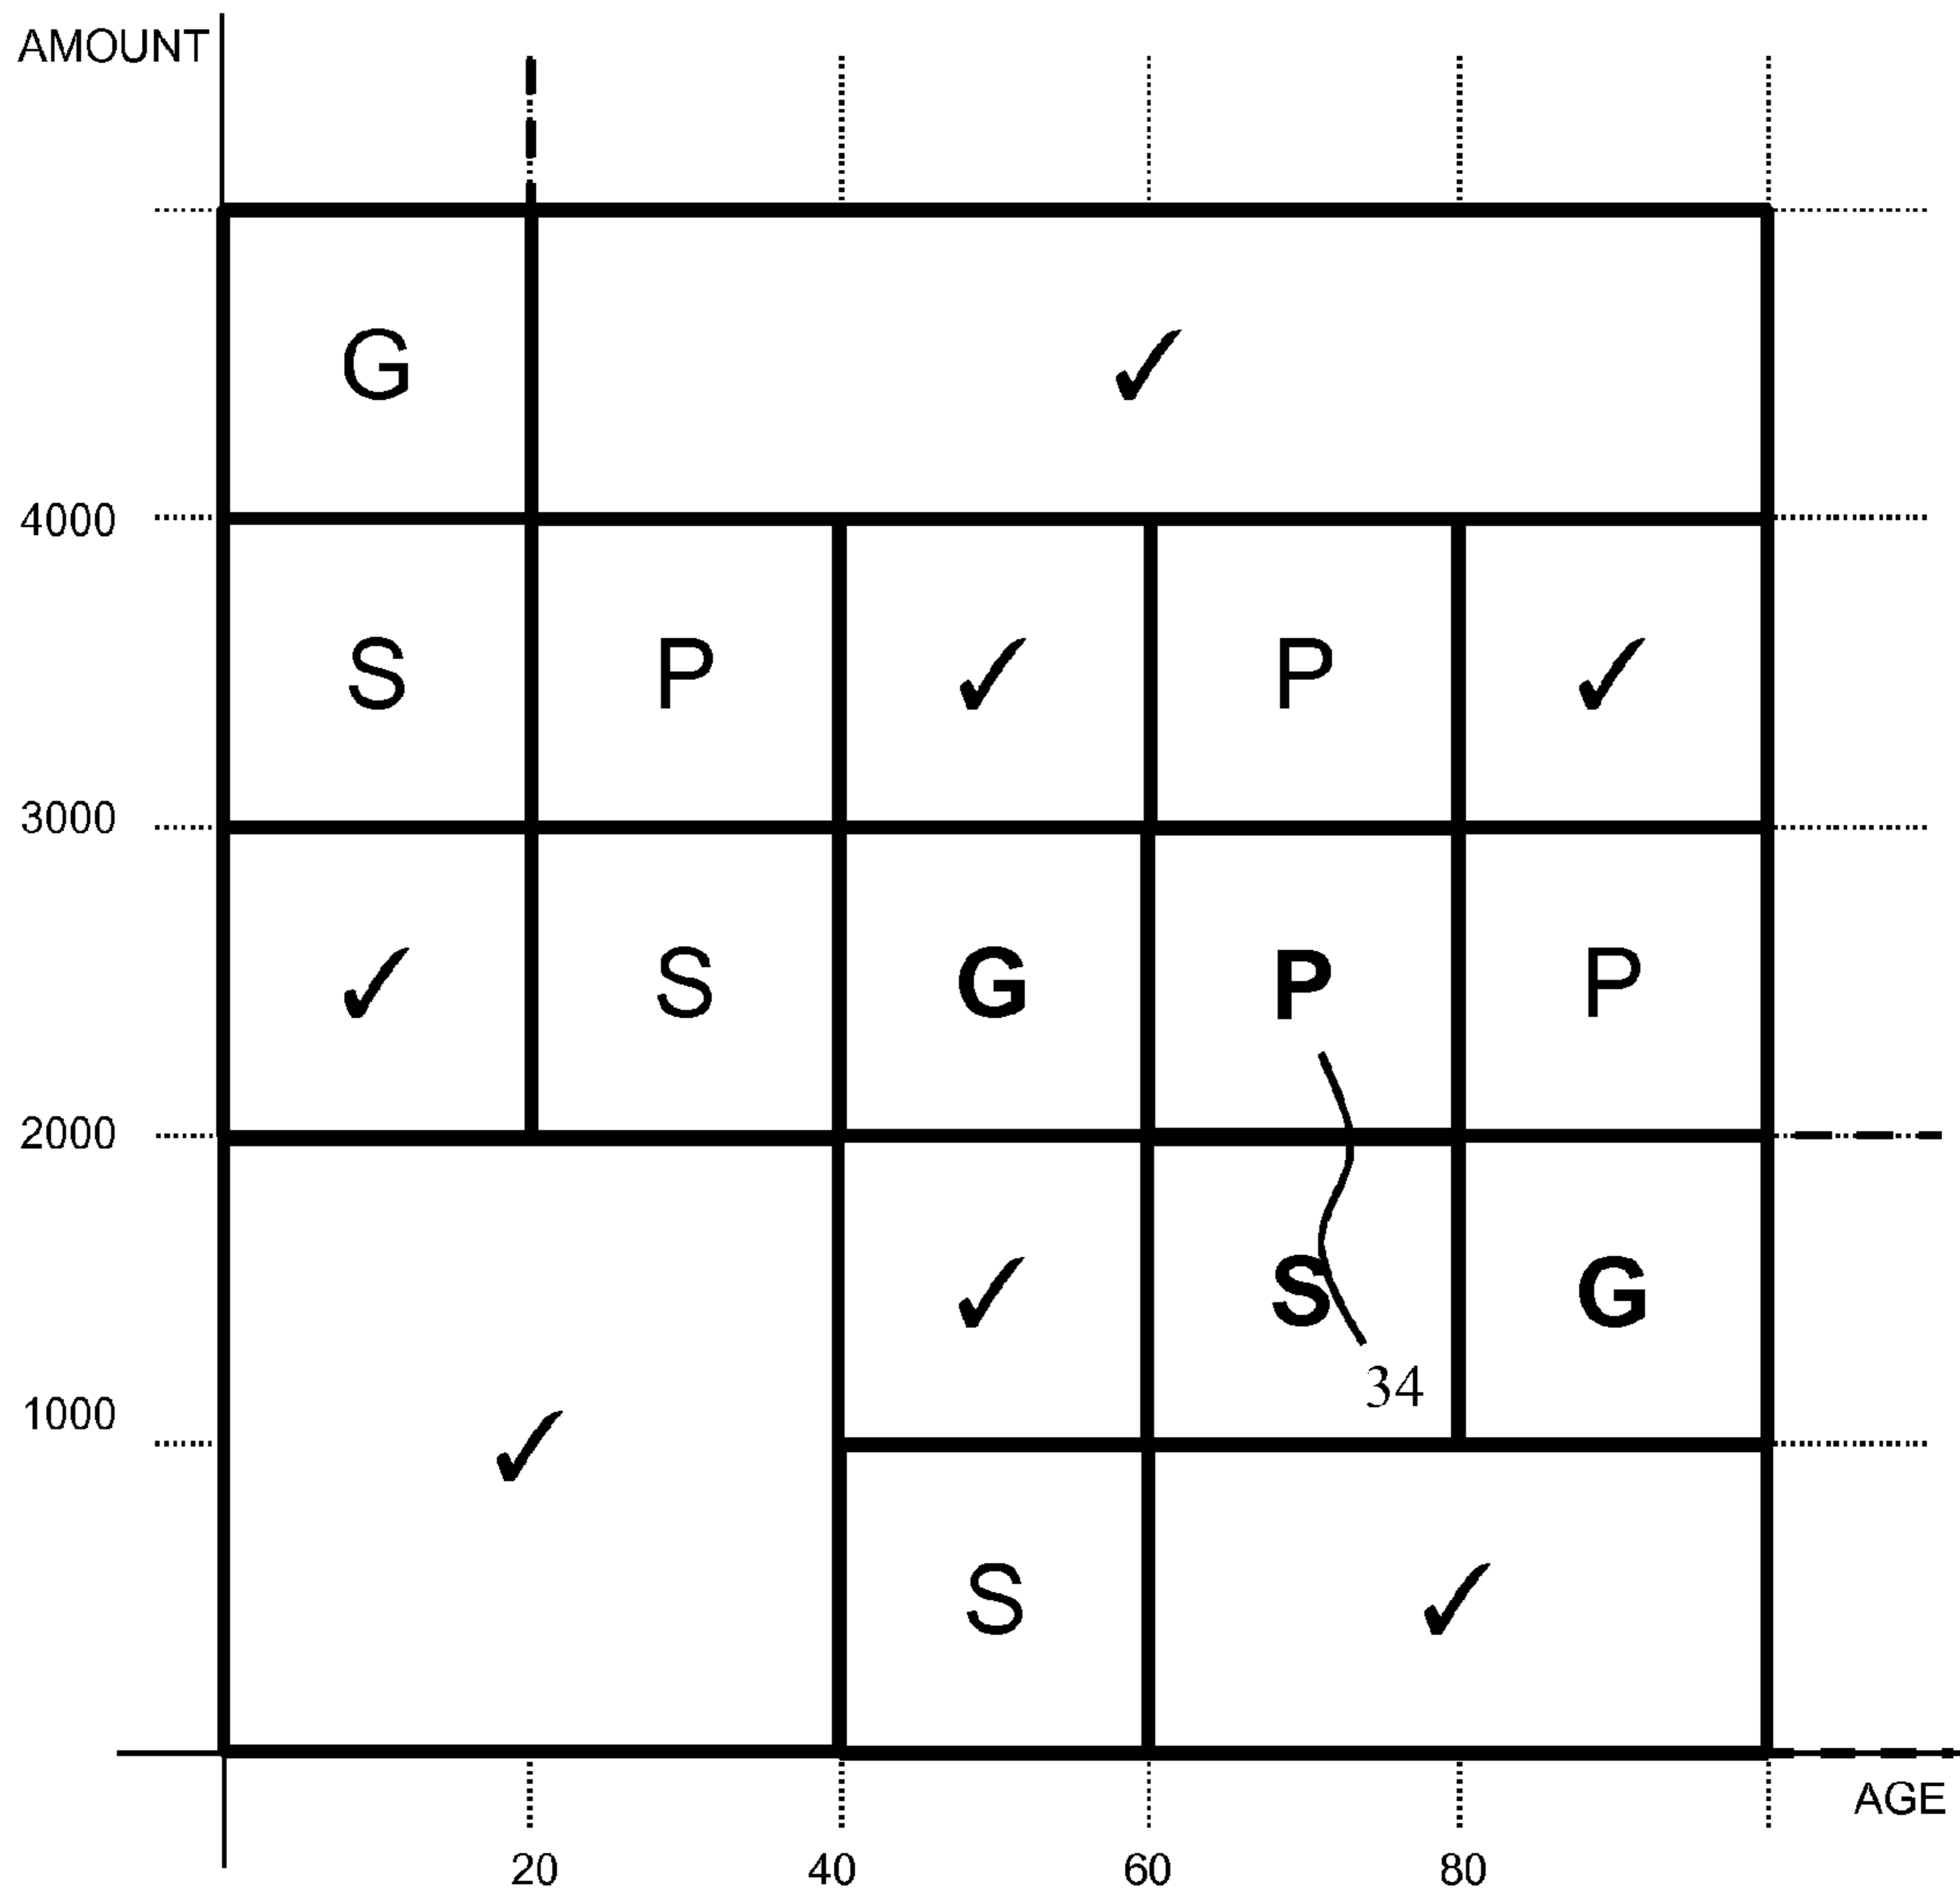 AMOUNT
G ✓
4000
S P ✓ P ✓
3000
✓ S G P P
2000
✓ S G
1000
34
✓
S ✓
AGE
20 40 60 80